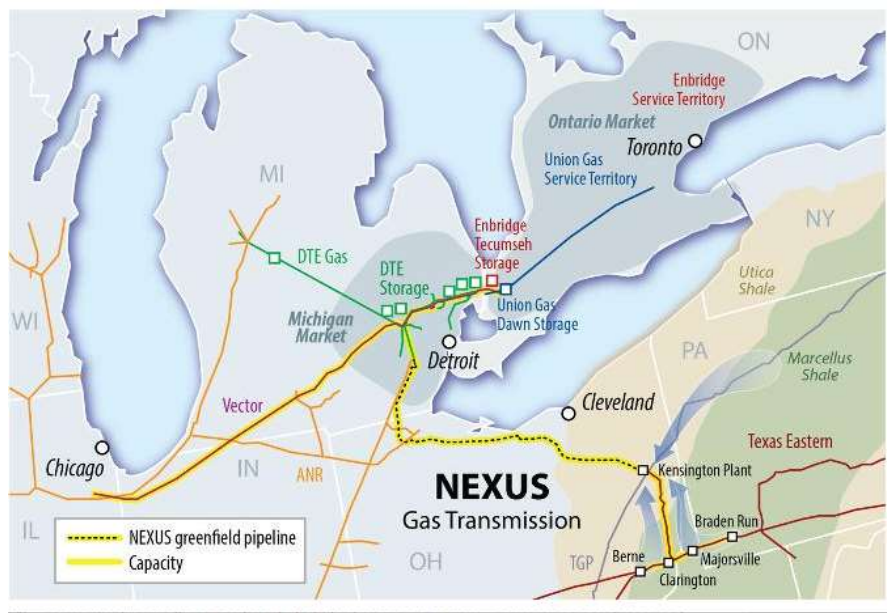 ON
Enbridge
Service Territory
Ontario Market
Toronto
Union Gas
Service Territory
MI
NY
Enbridge
Tecumseh
Storage
DTE Gas
DTE
Storage
Utica
Shale
Union Gas
Dawn Storage
WI
Michigan
Market
Detroit
PA
Marcellus
Shale
Vector
Cleveland
Texas Eastern
Chicago
IN
ANR
Kensington Plant
NEXUS
Gas Transmission
IL
Braden Run
NEXUS greenfield pipeline
Capacity
OH
TGP
Berne
Majorsville
Clarington